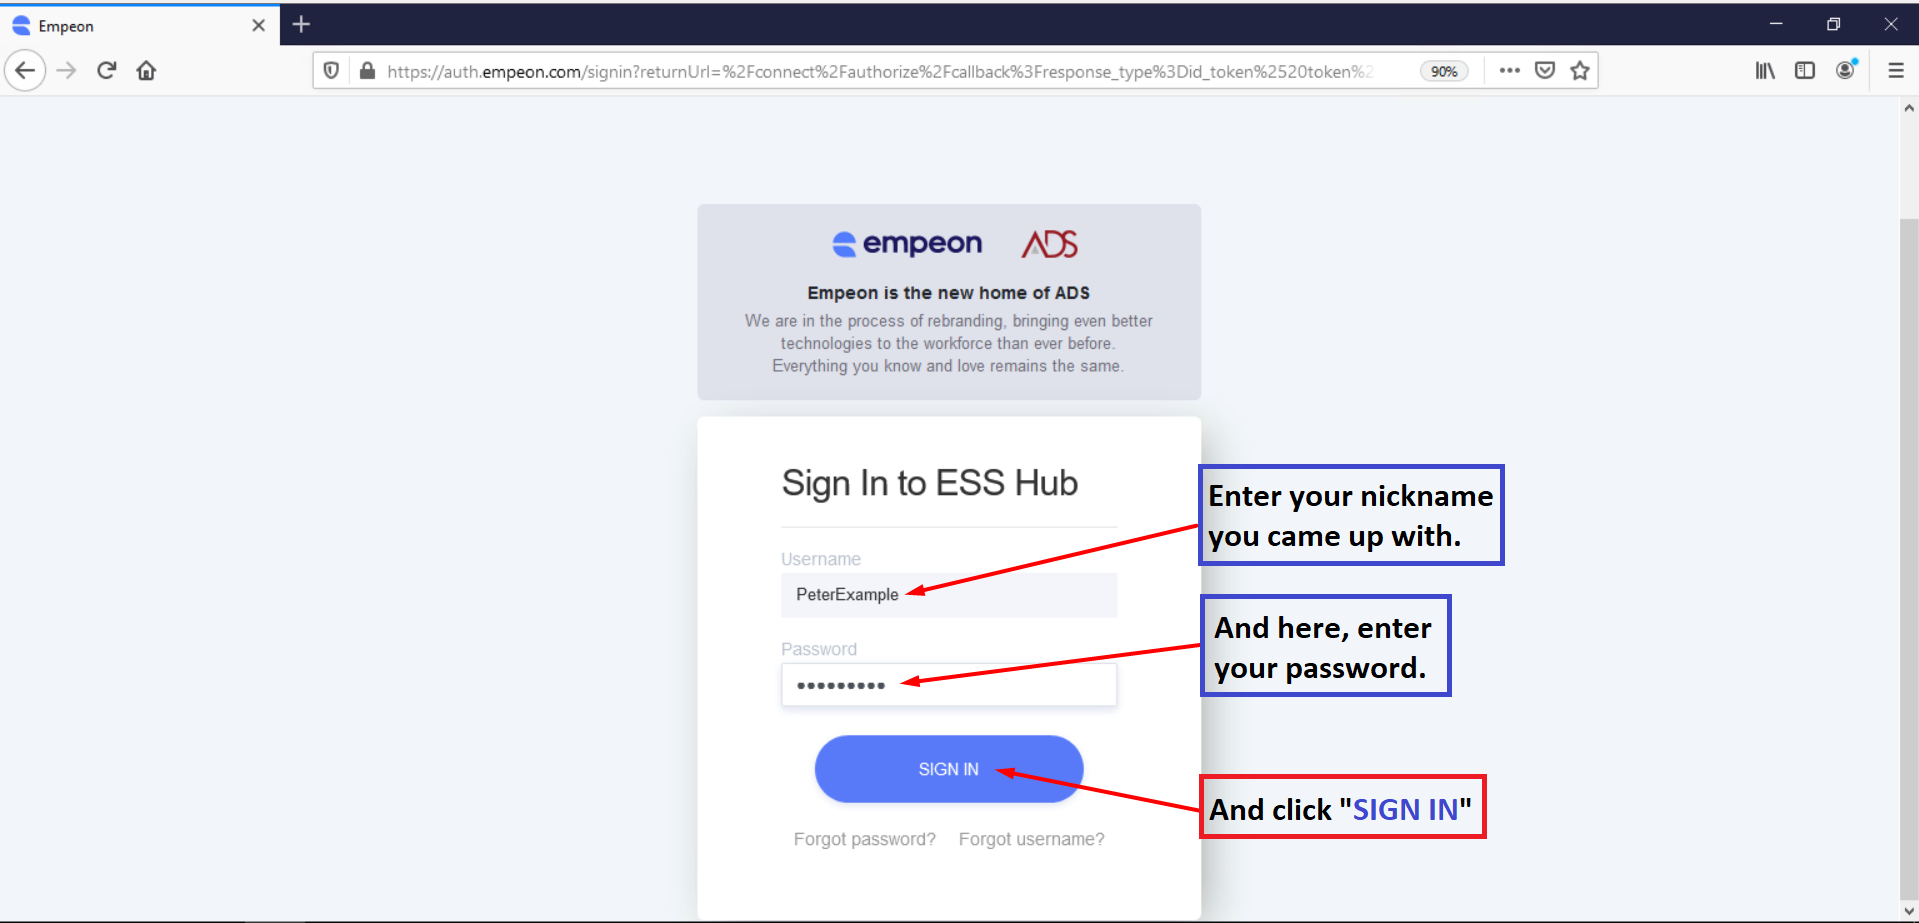 Empeon
https://auth.empeon.com/signin?returnUrl=%2Fconnect%2Fauthorize%2Fcallback%3Fresponse_type%3Did_token%2520token%2
90%
empeon ADS
Empeon is the new home of ADS
We are in the process of rebranding, bringing even better
technologies to the workforce than ever before.
Everything you know and love remains the same.
Sign In to ESS Hub
Enter your nickname
you came up with.
Username
PeterExample
And here, enter
your password.
Password
•••••••••
SIGN IN
And click "SIGN IN"
Forgot password? Forgot username?